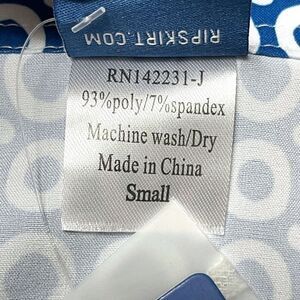 RIPSKIRT.COM
RN142231-J
93%poly/7%spandex
Machine wash/Dry
Made in China
Small